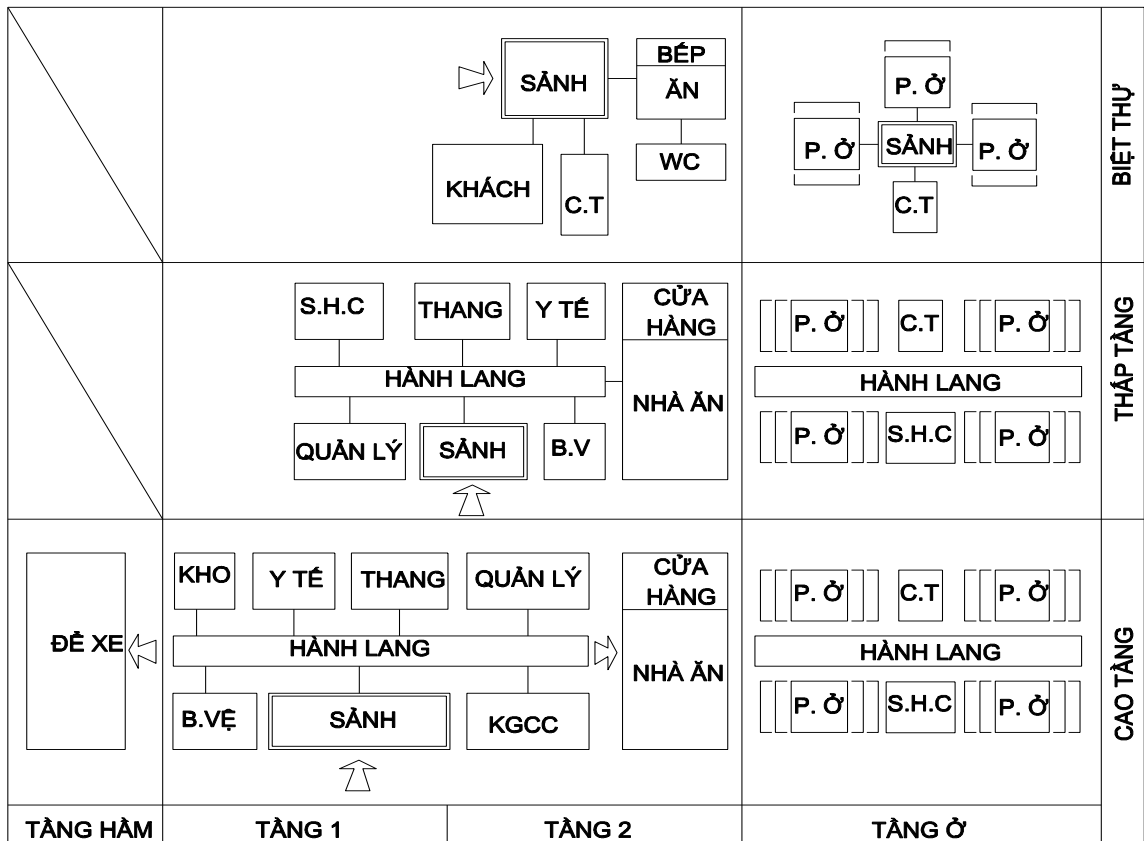 SẢNH
BẾP
ĂN
WC
KHÁCH
C.T
P. Ở
P. Ở
SẢNH
P. Ở
C.T
BIỆT THỰ
S.H.C
THANG
Y TẾ
CỬA
HÀNG
HÀNH LANG
NHÀ ĂN
QUẢN LÝ
SẢNH
B.V
P. Ở
C.T
P. Ở
HÀNH LANG
P. Ở
S.H.C
P. Ở
THẤP TẦNG
ĐỂ XE
KHO
Y TẾ
THANG
QUẢN LÝ
CỬA
HÀNG
HÀNH LANG
NHÀ ĂN
B.VỆ
SẢNH
KGCC
P. Ở
C.T
P. Ở
HÀNH LANG
P. Ở
S.H.C
P. Ở
CAO TẦNG
TẦNG HẦM
TẦNG 1
TẦNG 2
TẦNG Ở